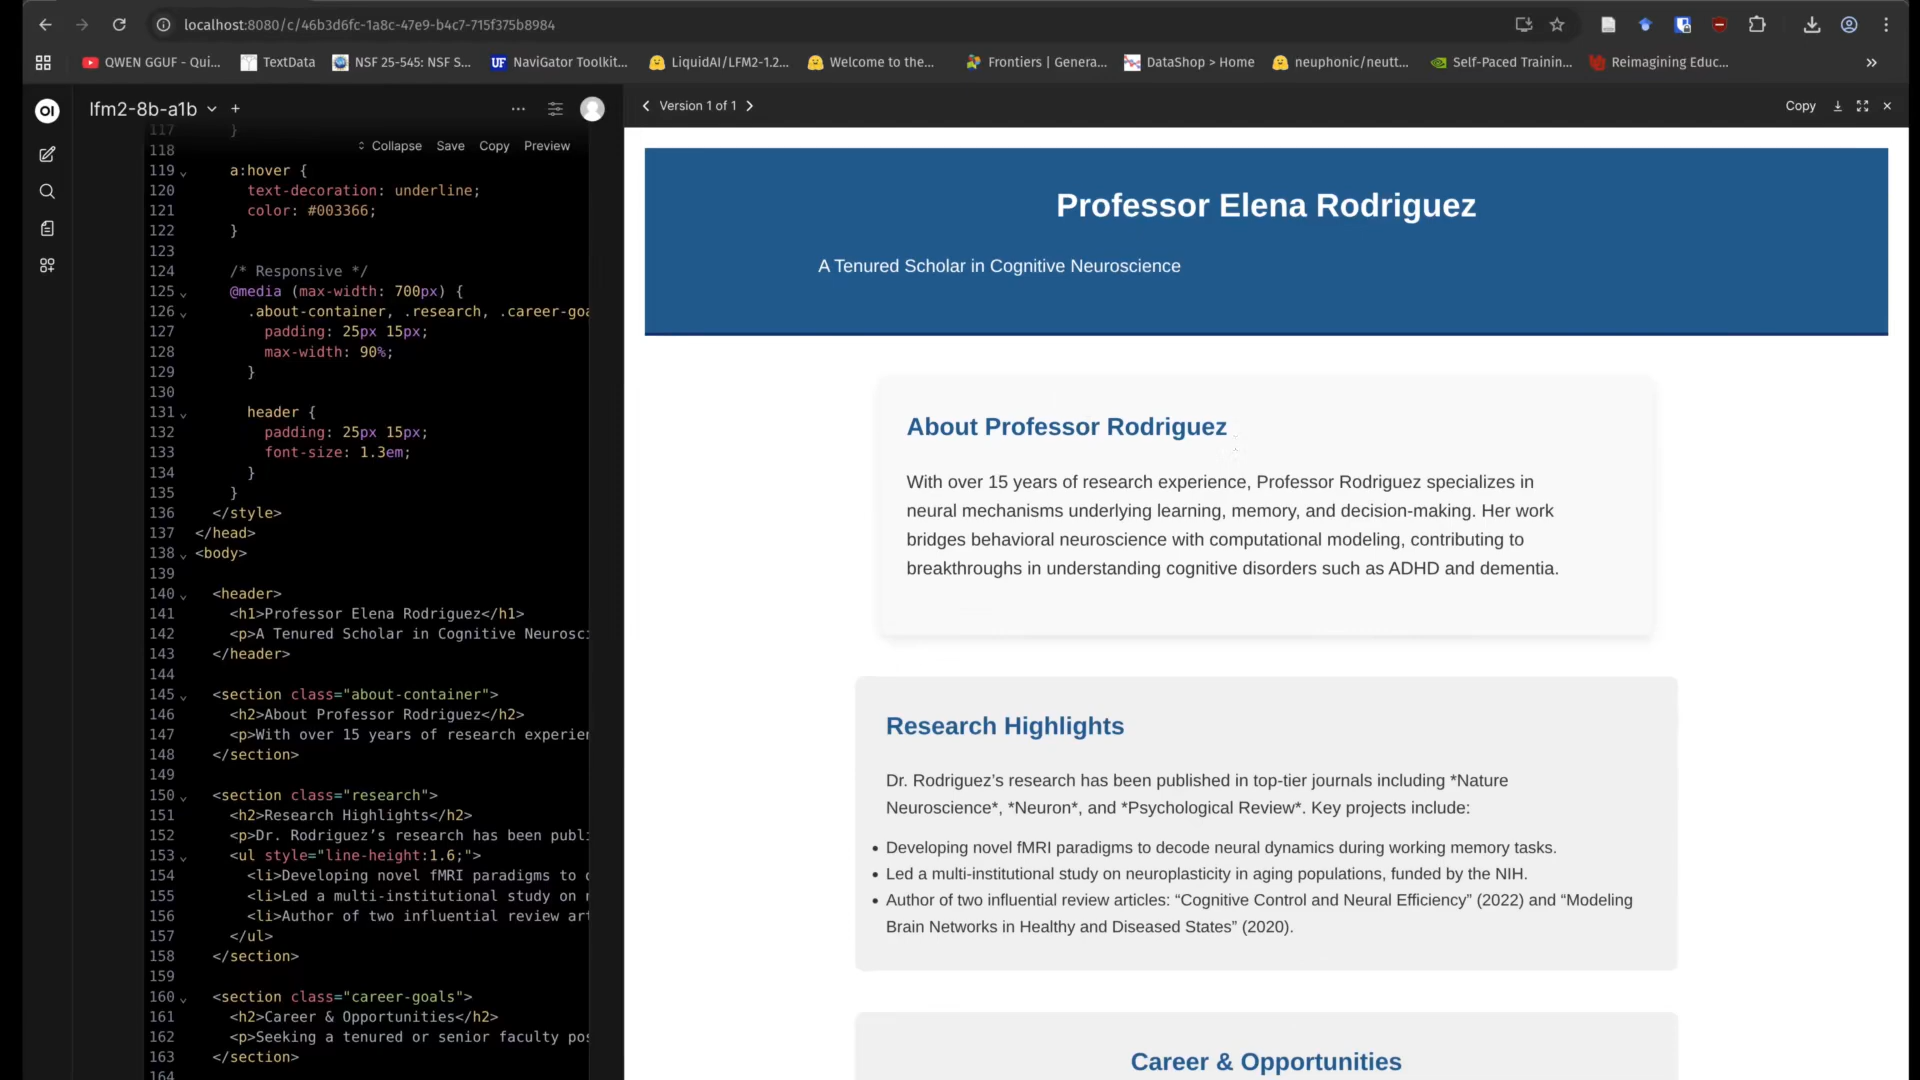 localhost:8080/c/46b3d6fc-1a8c-47e9-b4c7-715f375b8984
QWEN GGUF - Qui...
TextData
NSF 25-545: NSF S...
UF NaviGator Toolkit...
LiquidAI/LFM2-1.2...
Welcome to the...
Frontiers | Genera...
DataShop > Home
neuphonic/neutt...
Self-Paced Trainin...
Reimagining Educ...
»
OI
lfm2-8b-a1b
+
Collapse Save Copy Preview
117 }
118
119 a:hover {
120 text-decoration: underline;
121 color: #003366;
122 }
123
124 /* Responsive */
125 @media (max-width: 700px) {
126 .about-container, .research, .career-goa
127 padding: 25px 15px;
128 max-width: 90%;
129 }
130
131 header {
132 padding: 25px 15px;
133 font-size: 1.3em;
134 }
135 }
136 </style>
137 </head>
138 <body>
139
140 <header>
141 <h1>Professor Elena Rodriguez</h1>
142 <p>A Tenured Scholar in Cognitive Neurosci
143 </header>
144
145 <section class="about-container">
146 <h2>About Professor Rodriguez</h2>
147 <p>With over 15 years of research experien
148 </section>
149
150 <section class="research">
151 <h2>Research Highlights</h2>
152 <p>Dr. Rodriguez’s research has been publi
153 <ul style="line-height:1.6;">
154 <li>Developing novel fMRI paradigms to d
155 <li>Led a multi-institutional study on n
156 <li>Author of two influential review art
157 </ul>
158 </section>
159
160 <section class="career-goals">
161 <h2>Career & Opportunities</h2>
162 <p>Seeking a tenured or senior faculty pos
163 </section>
164
Version 1 of 1
Copy
Professor Elena Rodriguez
A Tenured Scholar in Cognitive Neuroscience
About Professor Rodriguez
With over 15 years of research experience, Professor Rodriguez specializes in
neural mechanisms underlying learning, memory, and decision-making. Her work
bridges behavioral neuroscience with computational modeling, contributing to
breakthroughs in understanding cognitive disorders such as ADHD and dementia.
Research Highlights
Dr. Rodriguez’s research has been published in top-tier journals including *Nature
Neuroscience*, *Neuron*, and *Psychological Review*. Key projects include:
• Developing novel fMRI paradigms to decode neural dynamics during working memory tasks.
• Led a multi-institutional study on neuroplasticity in aging populations, funded by the NIH.
• Author of two influential review articles: “Cognitive Control and Neural Efficiency” (2022) and “Modeling
Brain Networks in Healthy and Diseased States” (2020).
Career & Opportunities